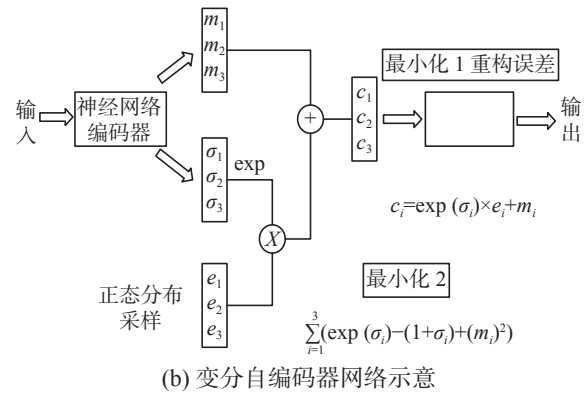 输入
神经网络
编码器
m₁
m₂
m₃
σ₁
σ₂
σ₃
exp
X
+
正态分布
采样
e₁
e₂
e₃
c₁
c₂
c₃
最小化 1 重构误差
输出
cᵢ=exp (σᵢ)×eᵢ+mᵢ
最小化 2
∑³ᵢ₌₁(exp (σᵢ)−(1+σᵢ)+(mᵢ)²)
(b) 变分自编码器网络示意